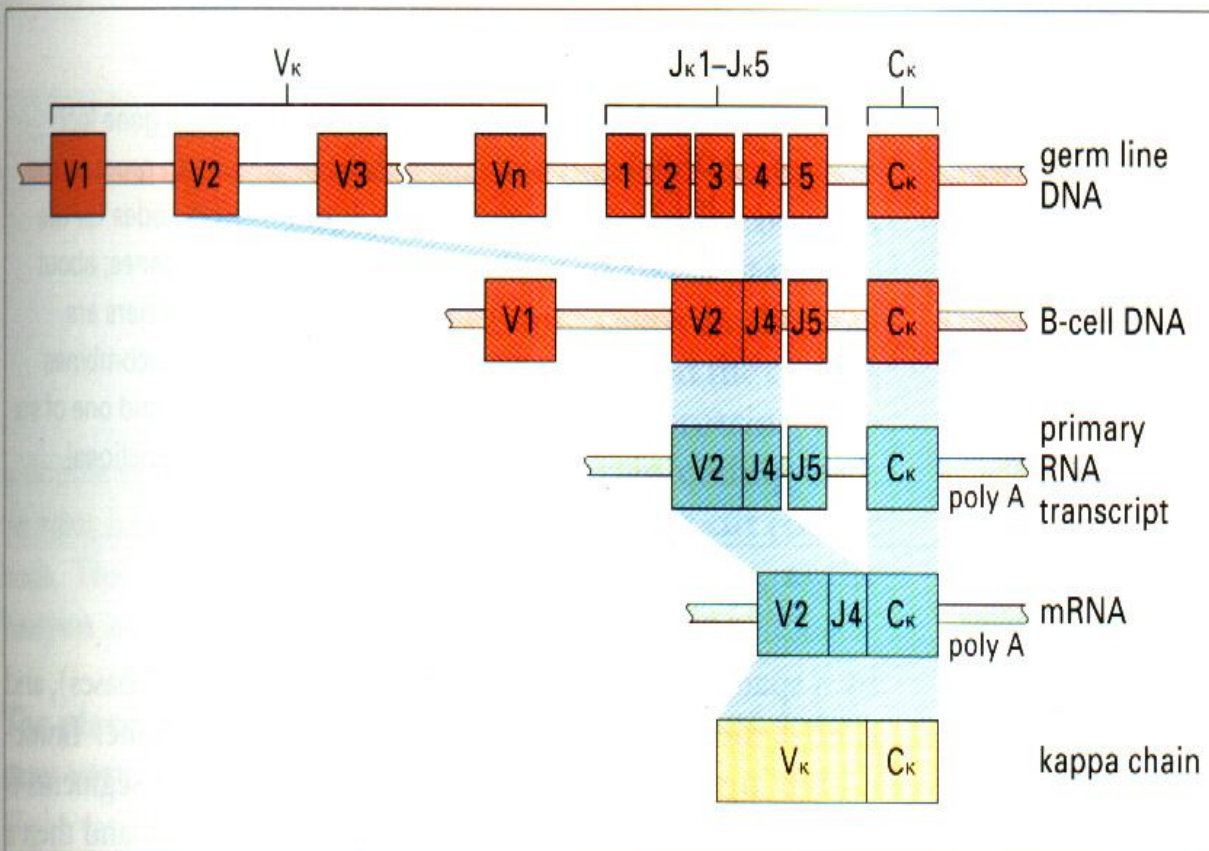 Vκ Jκ1–Jκ5 Cκ
V1 V2 V3 Vn 1 2 3 4 5 Cκ
germ line
DNA
V1 V2 J4 J5 Cκ
B-cell DNA
V2 J4 J5 Cκ
poly A
primary
RNA
transcript
V2 J4 Cκ
poly A
mRNA
Vκ Cκ
kappa chain